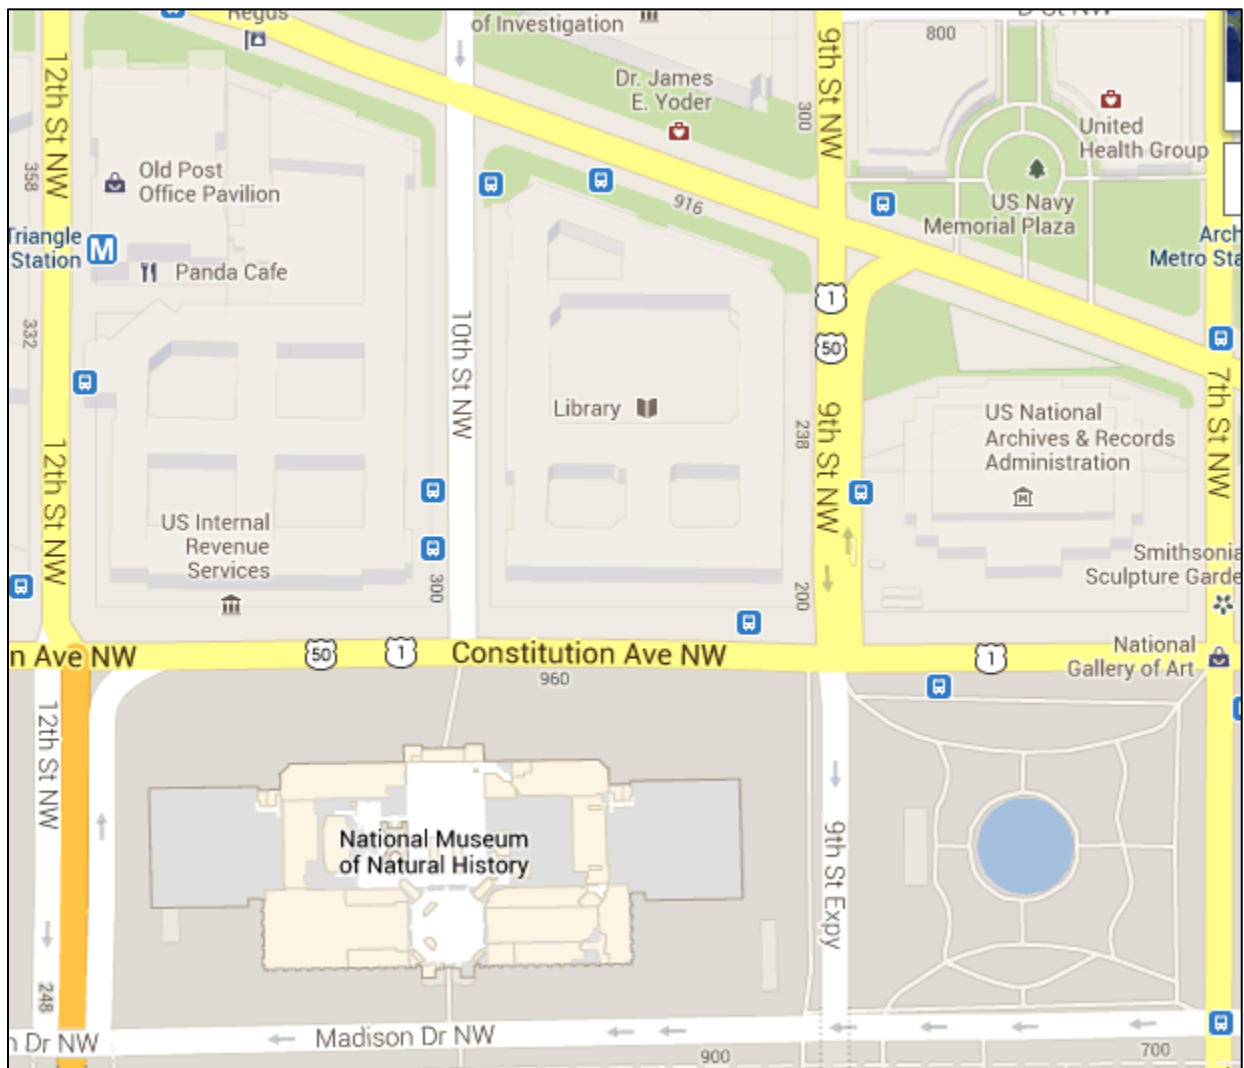 Regus
of Investigation
D St NW
800
12th St NW
9th St NW
Dr. James
E. Yoder
300
United
Health Group
358
Old Post
Office Pavilion
916
US Navy
Memorial Plaza
Triangle
Station
M
Arch
Metro Sta
Panda Cafe
1
332
50
10th St NW
7th St NW
Library
238
9th St NW
US National
Archives & Records
Administration
12th St NW
US Internal
Revenue
Services
300
200
Smithsonia
Sculpture Garde
n Ave NW
50
1
Constitution Ave NW
1
National
Gallery of Art
960
12th St NW
National Museum
of Natural History
9th St Expy
248
n Dr NW
Madison Dr NW
900
700